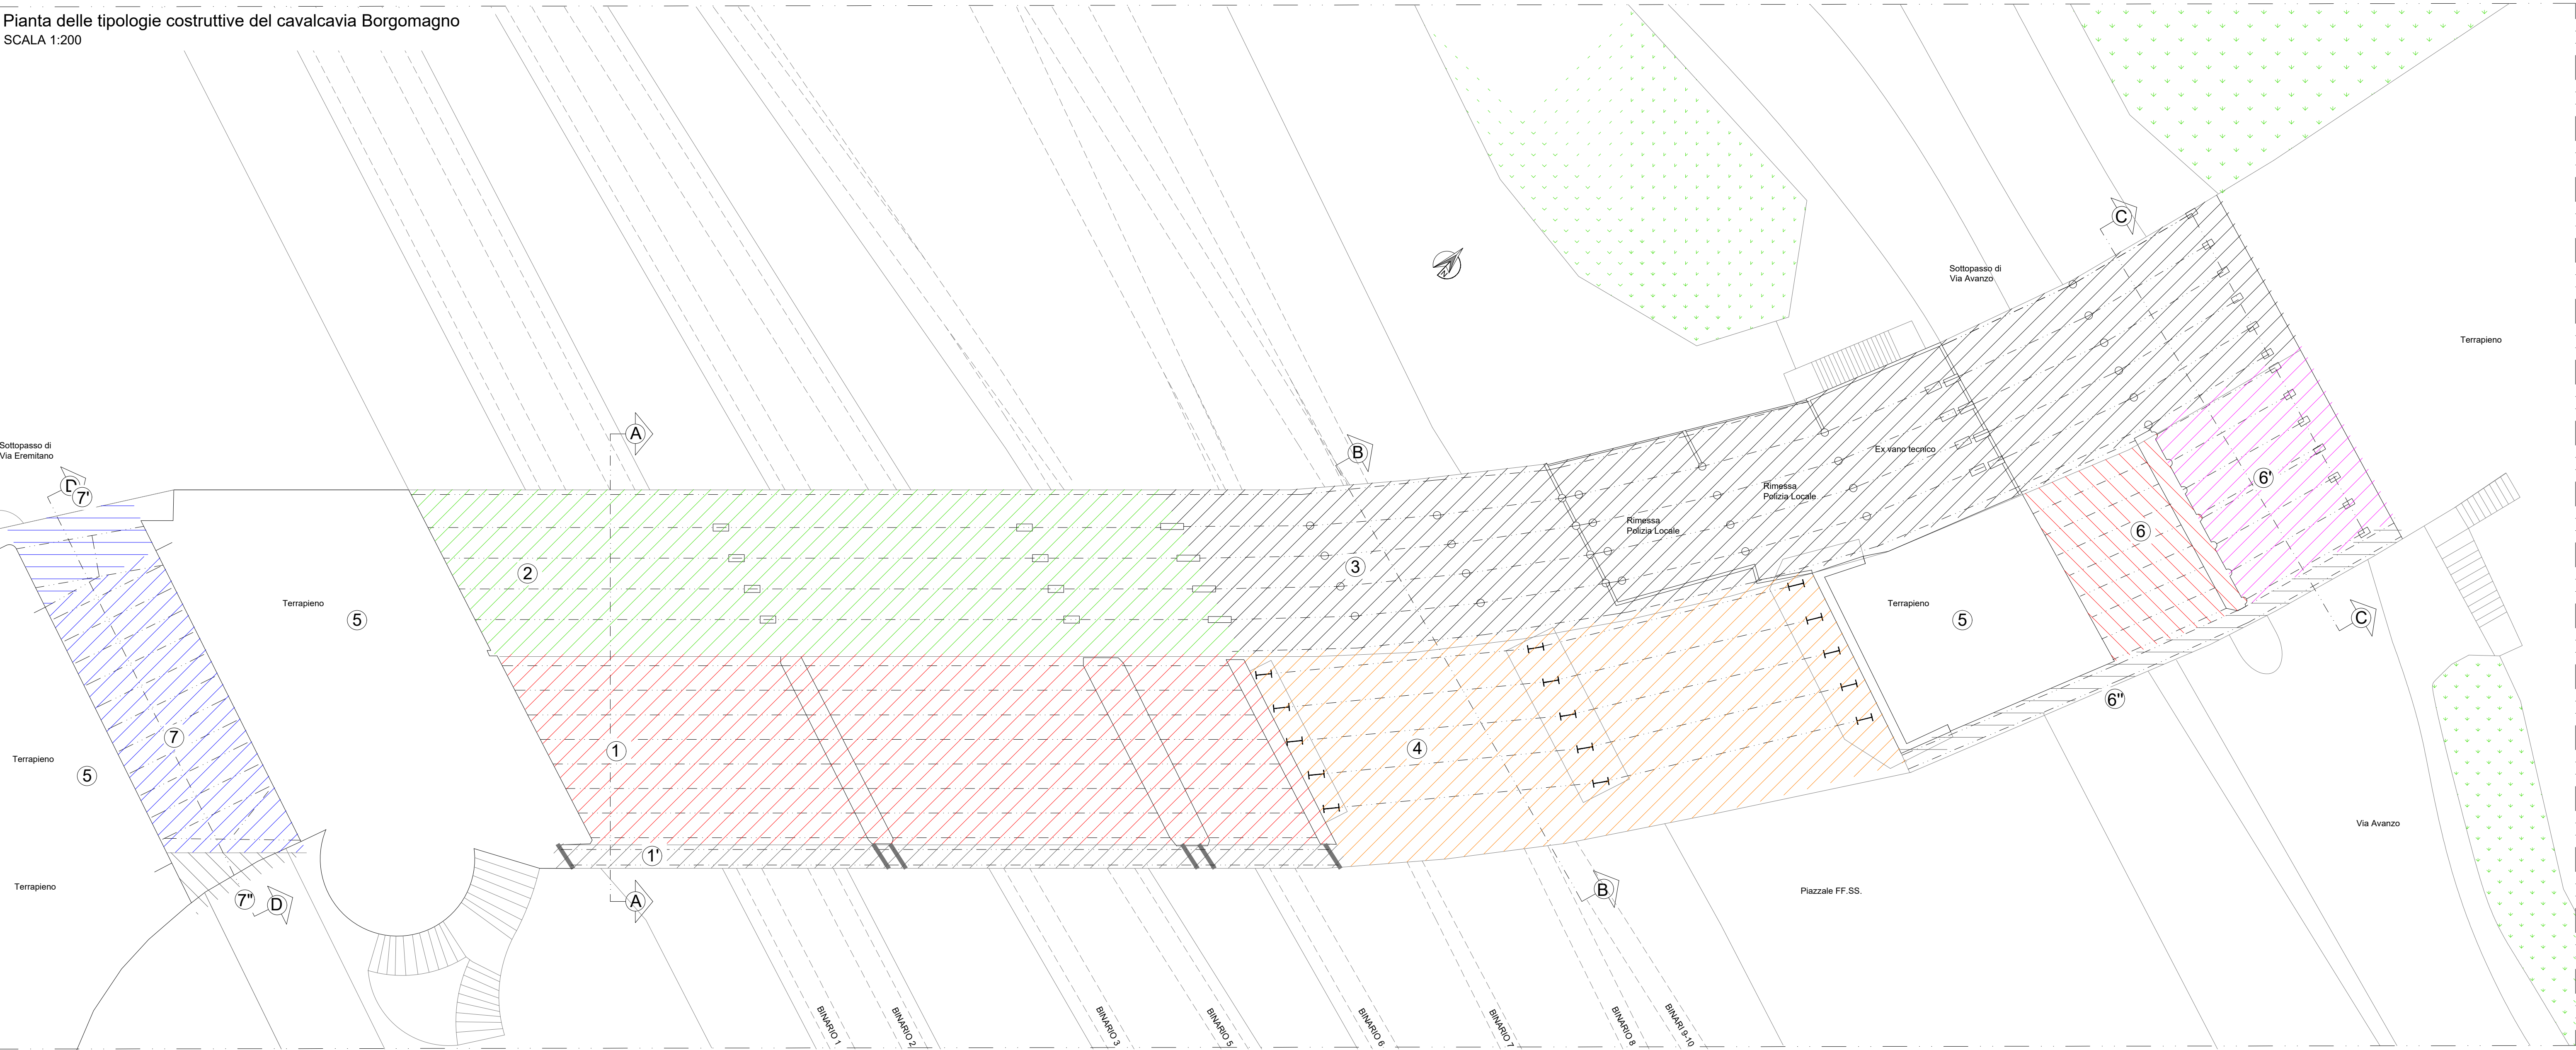 Pianta delle tipologie costruttive del cavalcavia Borgomagno
SCALA 1:200
C
Sottopasso di
Via Avanzo
N
Terrapieno
A
Sottopasso di
Via Eremitano
B
Ex vano tecnico
D
7'
Rimessa
Polizia Locale
6'
Rimessa
Polizia Locale
6
2
3
Terrapieno
5
Terrapieno
5
C
6"
7
1
4
Terrapieno
5
Via Avanzo
1'
Terrapieno
7"
D
A
B
Piazzale FF.SS.
BINARIO 1
BINARIO 2
BINARIO 3
BINARIO 5
BINARIO 6
BINARIO 7
BINARIO 8
BINARI 9-10